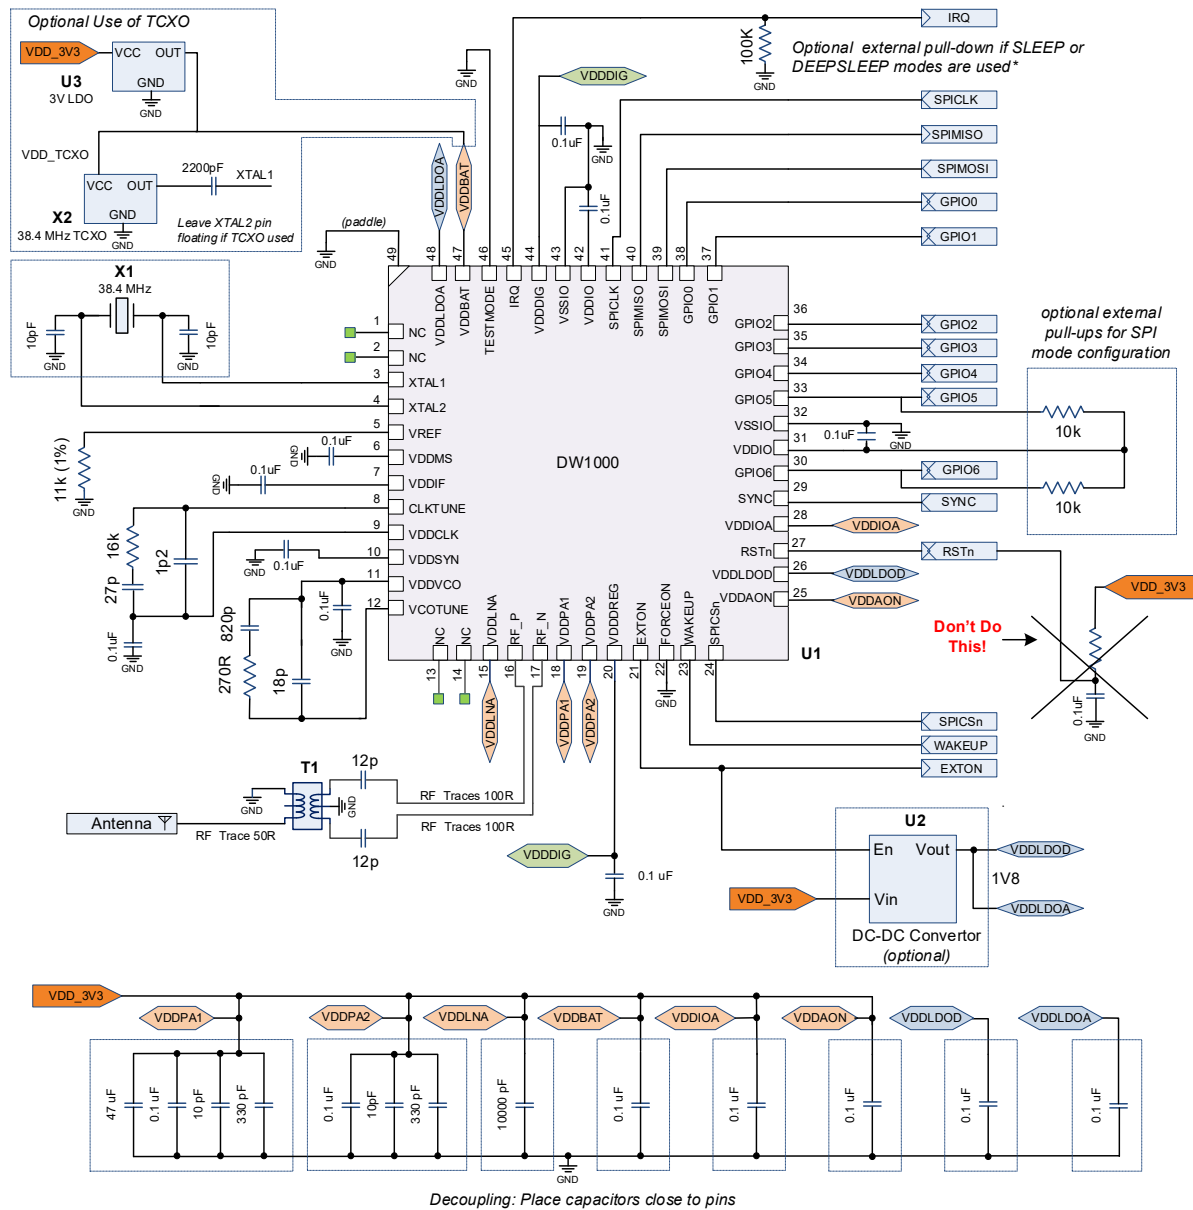 Optional Use of TCXO
VDD_3V3
VCC OUT
GND
U3
3V LDO
GND
VDD_TCXO
2200pF
XTAL1
VCC OUT
GND
X2
38.4 MHz TCXO
GND
Leave XTAL2 pin
floating if TCXO used
X1
38.4 MHz
10pF
10pF
GND
GND
IRQ
100K
GND
Optional external pull-down if SLEEP or
DEEPSLEEP modes are used*
GND
VDDDIG
0.1uF
GND
0.1uF
SPICLK
SPIMISO
SPIMOSI
GPIO0
GPIO1
VDDLDOA
VDDBAT
(paddle)
GND
49
48
47
46
45
44
43
42
41
40
39
38
37
VDDLDOA
VDDBAT
TESTMODE
IRQ
VDDDIG
VSSIO
VDDIO
SPICLK
SPIMISO
SPIMOSI
GPIO0
GPIO1
1
NC
2
NC
3
XTAL1
4
XTAL2
5
VREF
6
VDDMS
7
VDDIF
8
CLKTUNE
9
VDDCLK
10
VDDSYN
11
VDDVCO
12
VCOTUNE
DW1000
U1
36
GPIO2
35
GPIO3
34
GPIO4
33
GPIO5
32
VSSIO
31
VDDIO
30
GPIO6
29
SYNC
28
VDDIOA
27
RSTn
26
VDDLDOD
25
VDDAON
GPIO2
GPIO3
GPIO4
GPIO5
GND
0.1uF
GPIO6
SYNC
VDDIOA
RSTn
VDDLDOD
VDDAON
optional external
pull-ups for SPI
mode configuration
10k
10k
VDD_3V3
Don't Do
This!
0.1uF
GND
11k (1%)
GND
GND
0.1uF
GND
0.1uF
16k
27p
1p2
0.1uF
GND
GND
0.1uF
820p
270R
18p
0.1uF
GND
NC
NC
VDDLNA
RF_P
RF_N
VDDPA1
VDDPA2
VDDDREG
EXTON
FORCEON
WAKEUP
SPICSn
13
14
15
16
17
18
19
20
21
22
23
24
GND
VDDLNA
VDDPA1
VDDPA2
SPICSn
WAKEUP
EXTON
T1
12p
12p
GND
GND
Antenna
RF Trace 50R
RF Traces 100R
RF Traces 100R
VDDDIG
0.1 uF
GND
U2
En Vout
Vin
VDD_3V3
VDDLDOD
1V8
VDDLDOA
DC-DC Convertor
(optional)
VDD_3V3
VDDPA1
VDDPA2
VDDLNA
VDDBAT
VDDIOA
VDDAON
VDDLDOD
VDDLDOA
47 uF
0.1 uF
10 pF
330 pF
0.1 uF
10pF
330 pF
10000 pF
0.1 uF
0.1 uF
0.1 uF
0.1 uF
0.1 uF
GND
Decoupling: Place capacitors close to pins